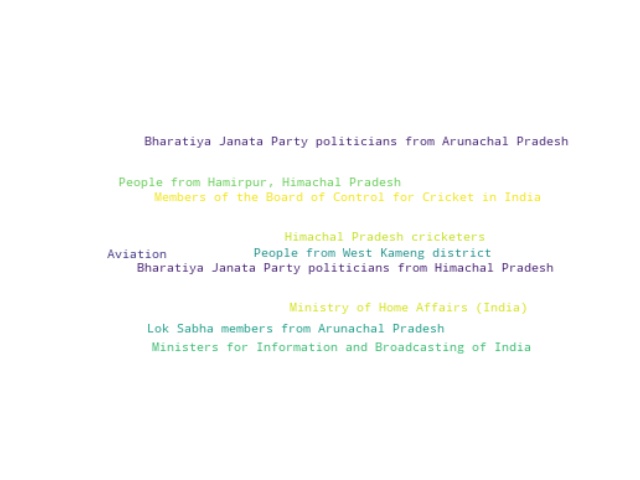 Bharatiya Janata Party politicians from Arunachal Pradesh
People from Hamirpur, Himachal Pradesh
Members of the Board of Control for Cricket in India
Himachal Pradesh cricketers
Aviation
People from West Kameng district
Bharatiya Janata Party politicians from Himachal Pradesh
Ministry of Home Affairs (India)
Lok Sabha members from Arunachal Pradesh
Ministers for Information and Broadcasting of India